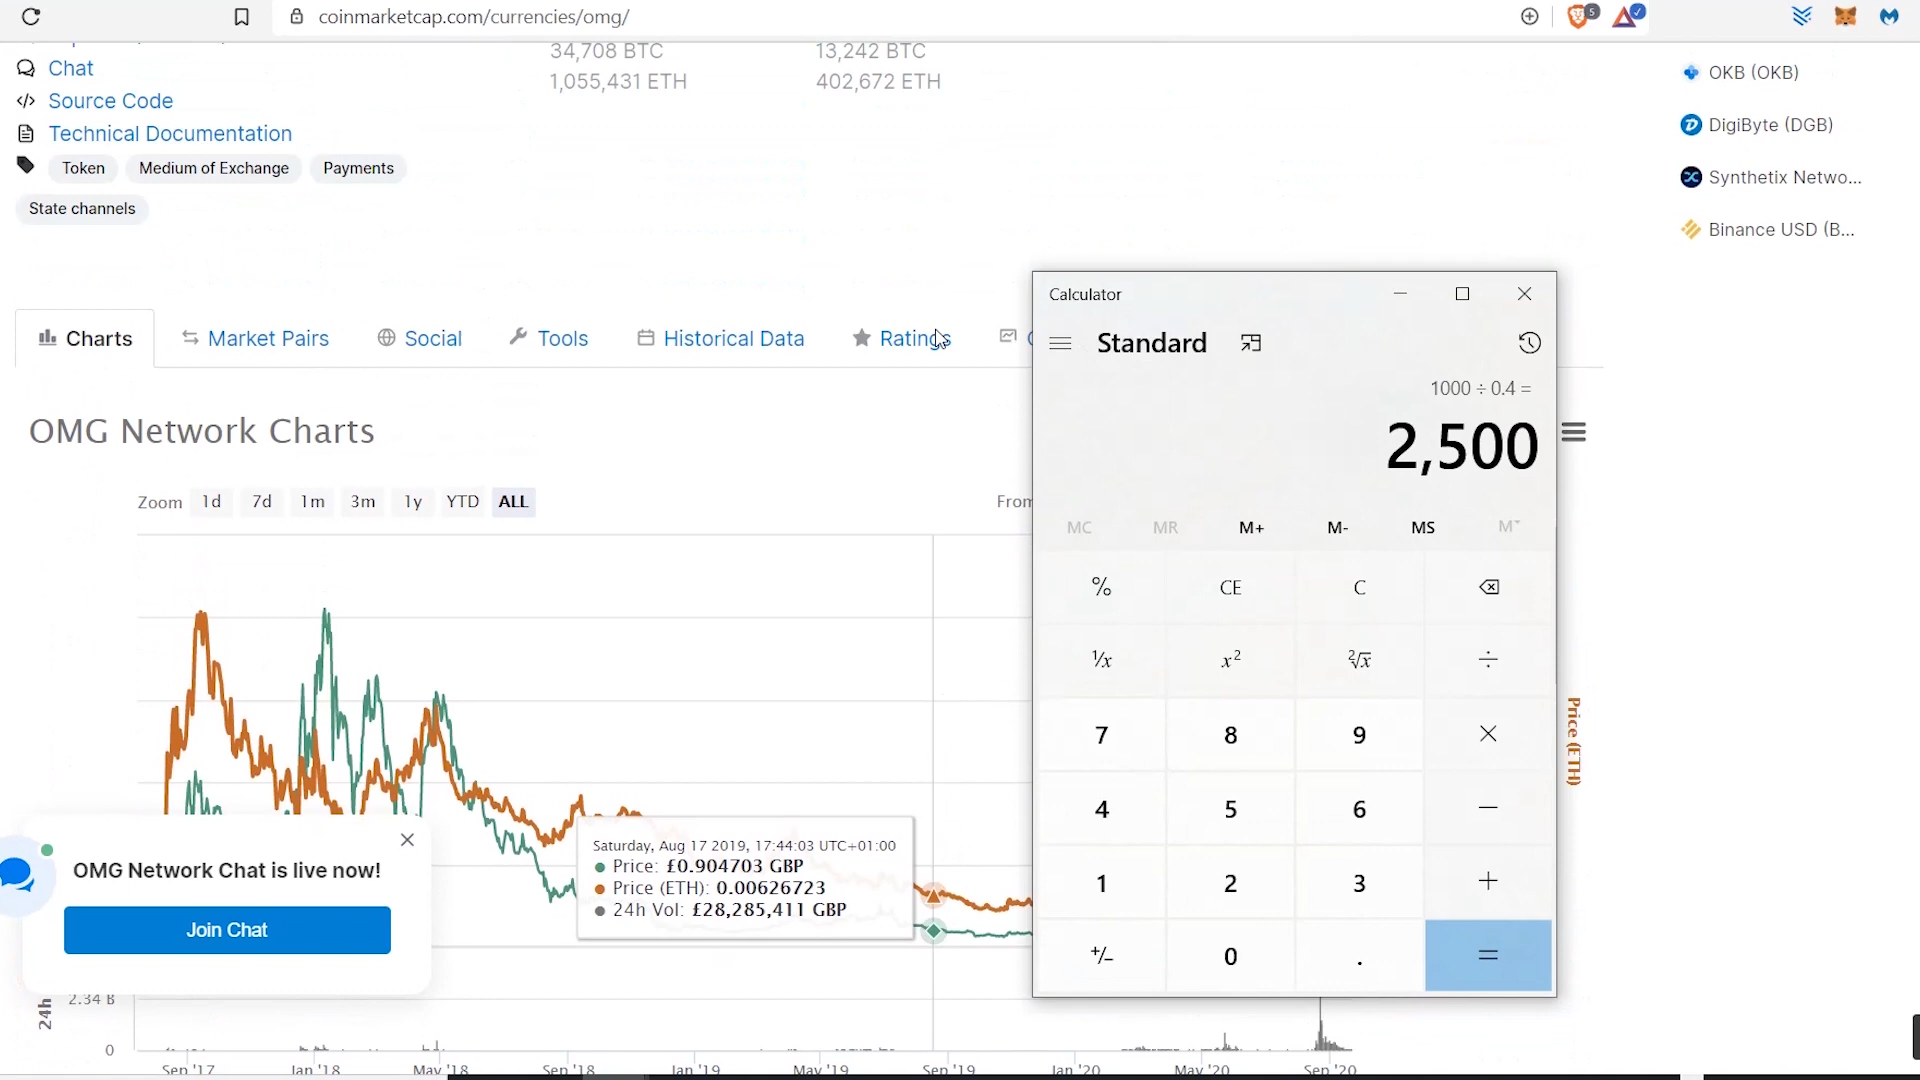 coinmarketcap.com/currencies/omg/
5
34,708 BTC 13,242 BTC
Chat 1,055,431 ETH 402,672 ETH OKB (OKB)
Source Code
DigiByte (DGB)
Technical Documentation
Token Medium of Exchange Payments
Synthetix Netwo...
State channels
Binance USD (B...
Calculator
Charts Market Pairs Social Tools Historical Data Ratings
Standard
1000 ÷ 0.4 =
2,500
OMG Network Charts
Zoom 1d 7d 1m 3m 1y YTD ALL
From
MC MR M+ M- MS M˅
% CE C
¹/x x² ²√x ÷
7 8 9 ×
4 5 6 −
1 2 3 +
+/− 0 . =
Price (ETH)
Saturday, Aug 17 2019, 17:44:03 UTC+01:00
Price: £0.904703 GBP
Price (ETH): 0.00626723
24h Vol: £28,285,411 GBP
OMG Network Chat is live now!
Join Chat
24h
2.34 B
0
Sep '17 Jan '18 May '18 Sep '18 Jan '19 May '19 Sep '19 Jan '20 May '20 Sep '20